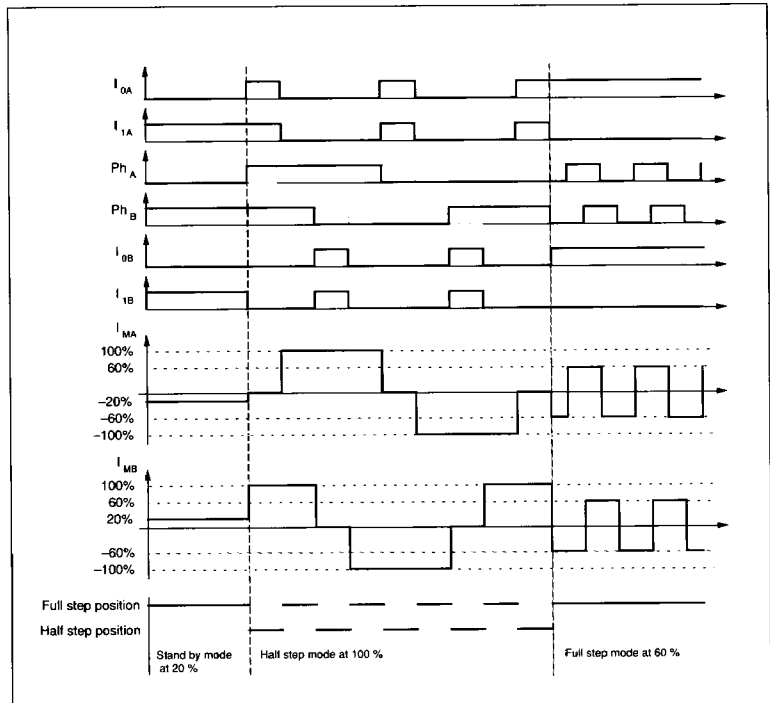 I0A
I1A
PhA
PhB
I0B
I1B
IMA
100%
60%
–20%
–60%
–100%
IMB
100%
60%
20%
–60%
–100%
Full step position
Half step position
Stand by mode
at 20 %
Half step mode at 100 %
Full step mode at 60 %